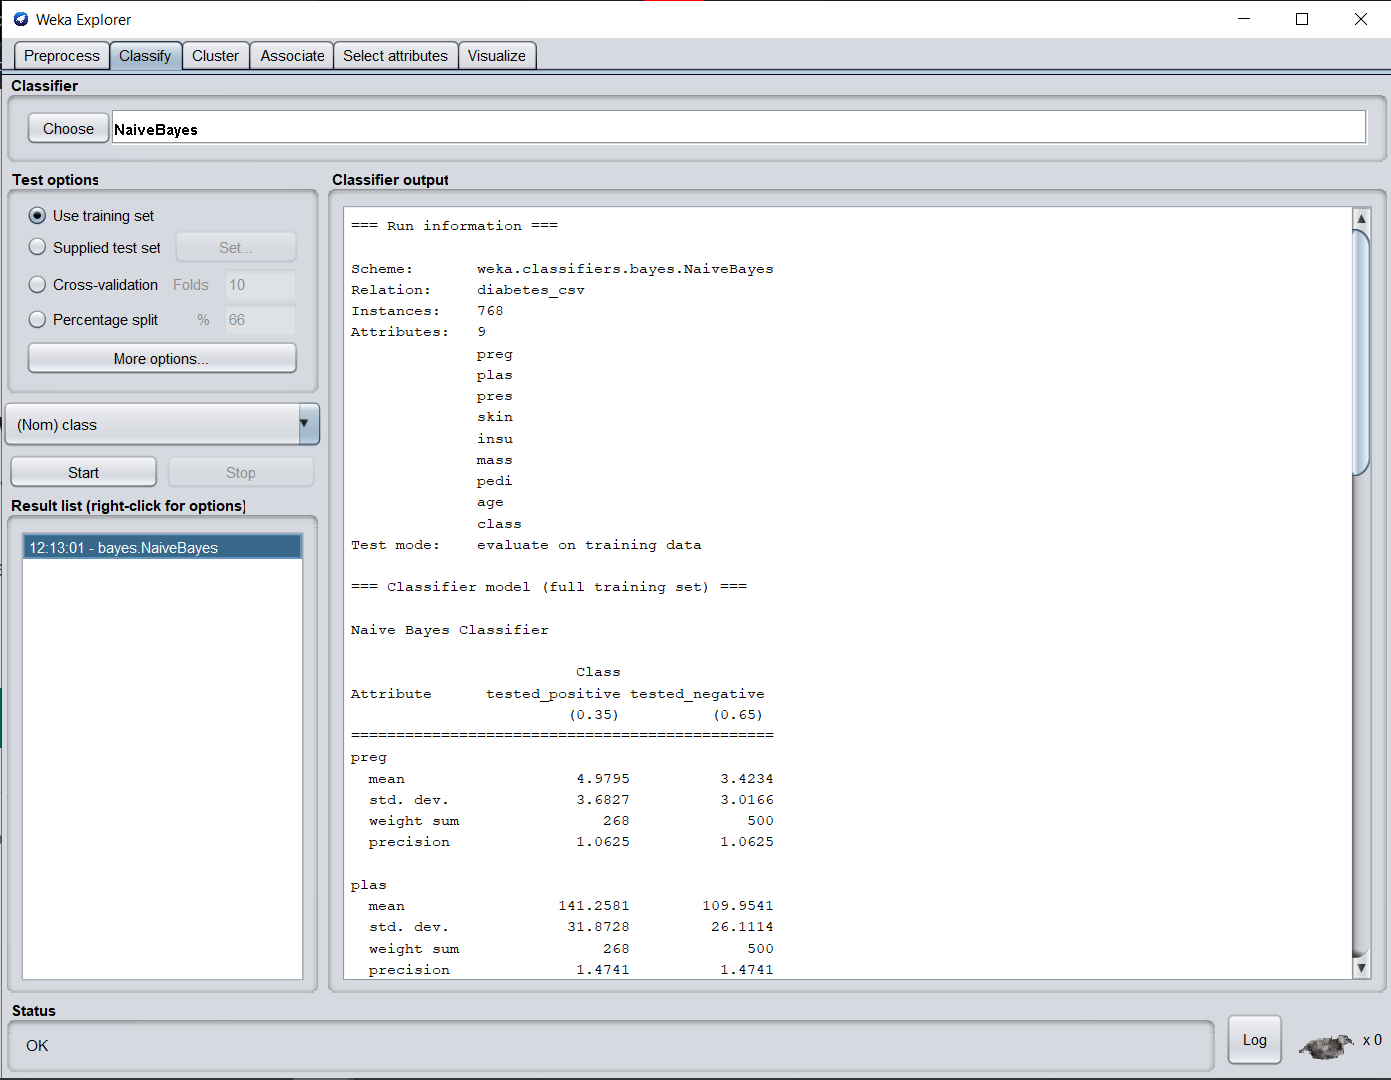 Weka Explorer
Preprocess Classify Cluster Associate Select attributes Visualize
Classifier
Choose NaiveBayes
Test options
Use training set
Supplied test set Set...
Cross-validation Folds 10
Percentage split % 66
More options...
(Nom) class
Start Stop
Result list (right-click for options)
12:13:01 - bayes.NaiveBayes
Classifier output
=== Run information ===
Scheme: weka.classifiers.bayes.NaiveBayes
Relation: diabetes_csv
Instances: 768
Attributes: 9
preg
plas
pres
skin
insu
mass
pedi
age
class
Test mode: evaluate on training data
=== Classifier model (full training set) ===
Naive Bayes Classifier
Class
Attribute tested_positive tested_negative
(0.35) (0.65)
===============================================
preg
mean 4.9795 3.4234
std. dev. 3.6827 3.0166
weight sum 268 500
precision 1.0625 1.0625
plas
mean 141.2581 109.9541
std. dev. 31.8728 26.1114
weight sum 268 500
precision 1.4741 1.4741
Status
OK
Log x 0